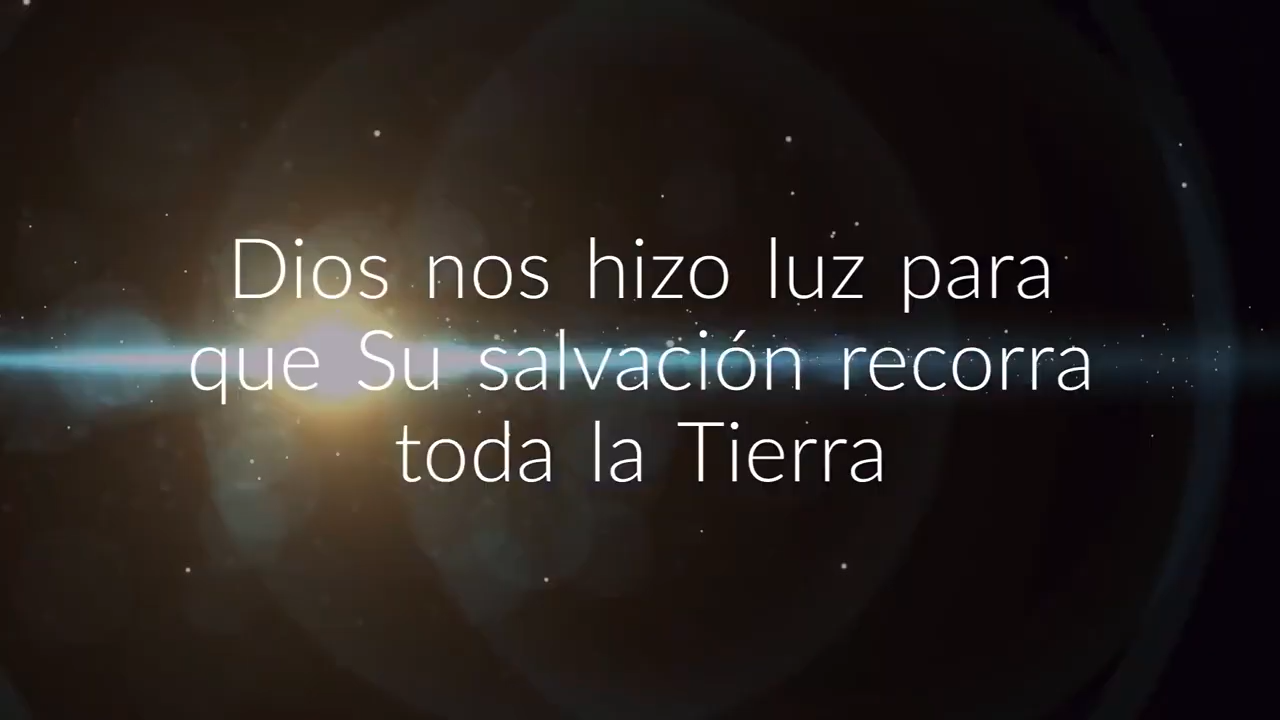 Dios nos hizo luz para
que Su salvación recorra
toda la Tierra